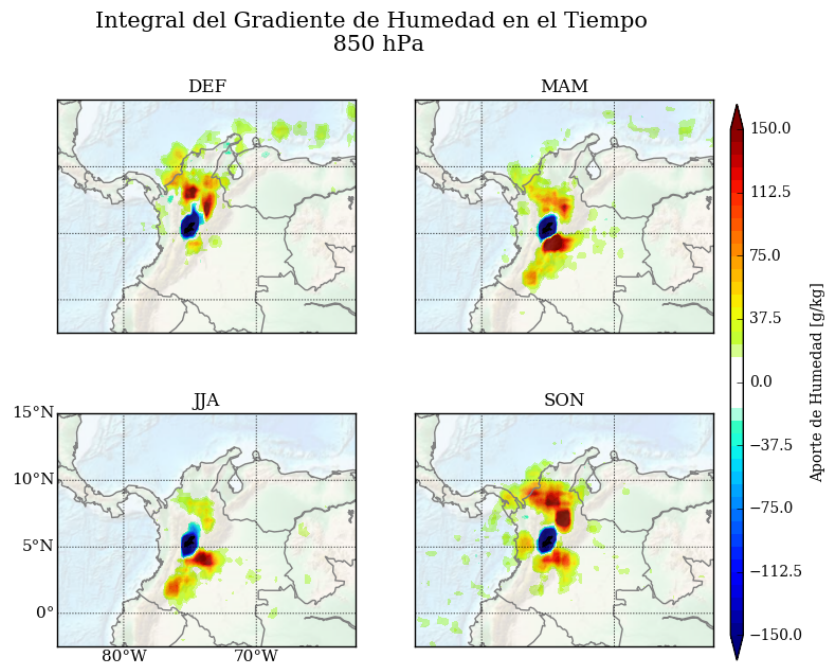 Integral del Gradiente de Humedad en el Tiempo
850 hPa
DEF
MAM
150.0
112.5
75.0
37.5
0.0
−37.5
−75.0
−112.5
−150.0
Aporte de Humedad [g/kg]
JJA
SON
15°N
10°N
5°N
0°
80°W
70°W